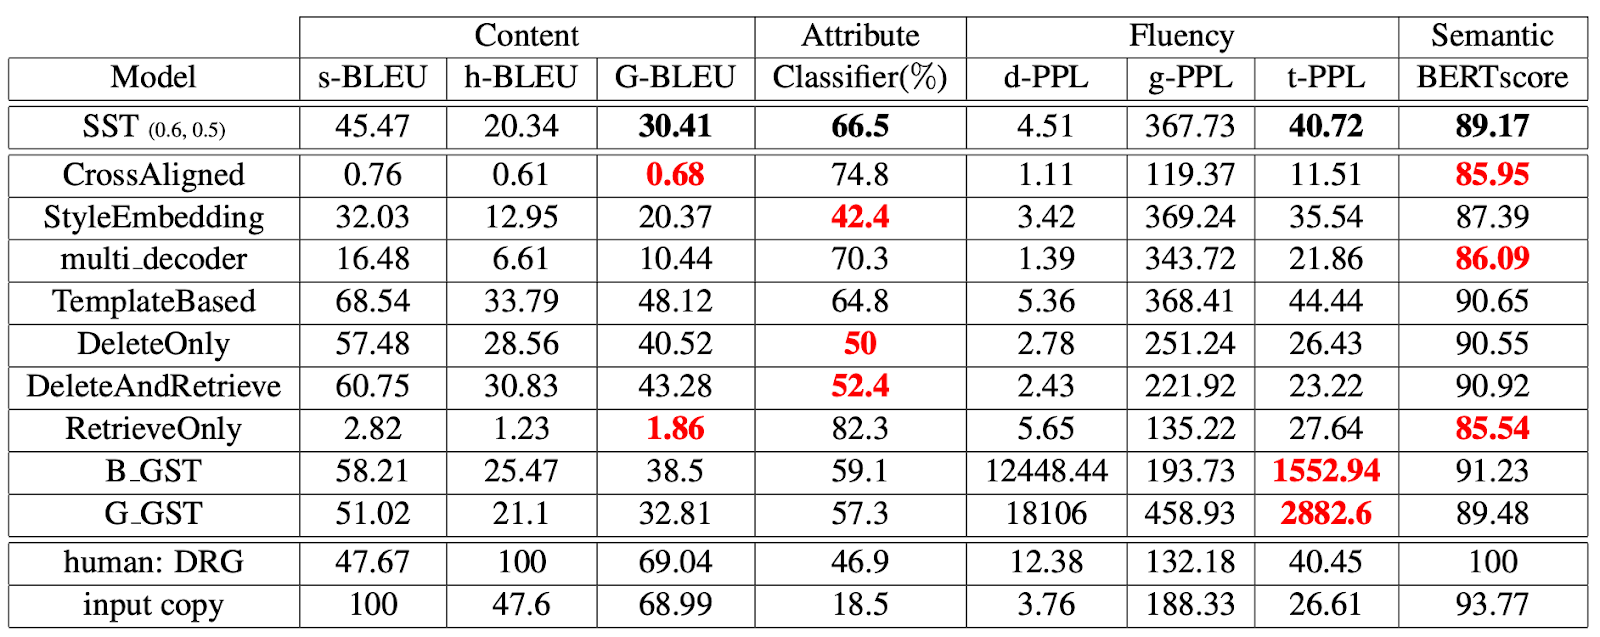 Content Attribute Fluency Semantic
Model s-BLEU h-BLEU G-BLEU Classifier(%) d-PPL g-PPL t-PPL BERTscore
SST (0.6, 0.5) 45.47 20.34 30.41 66.5 4.51 367.73 40.72 89.17
CrossAligned 0.76 0.61 0.68 74.8 1.11 119.37 11.51 85.95
StyleEmbedding 32.03 12.95 20.37 42.4 3.42 369.24 35.54 87.39
multi_decoder 16.48 6.61 10.44 70.3 1.39 343.72 21.86 86.09
TemplateBased 68.54 33.79 48.12 64.8 5.36 368.41 44.44 90.65
DeleteOnly 57.48 28.56 40.52 50 2.78 251.24 26.43 90.55
DeleteAndRetrieve 60.75 30.83 43.28 52.4 2.43 221.92 23.22 90.92
RetrieveOnly 2.82 1.23 1.86 82.3 5.65 135.22 27.64 85.54
B_GST 58.21 25.47 38.5 59.1 12448.44 193.73 1552.94 91.23
G_GST 51.02 21.1 32.81 57.3 18106 458.93 2882.6 89.48
human: DRG 47.67 100 69.04 46.9 12.38 132.18 40.45 100
input copy 100 47.6 68.99 18.5 3.76 188.33 26.61 93.77